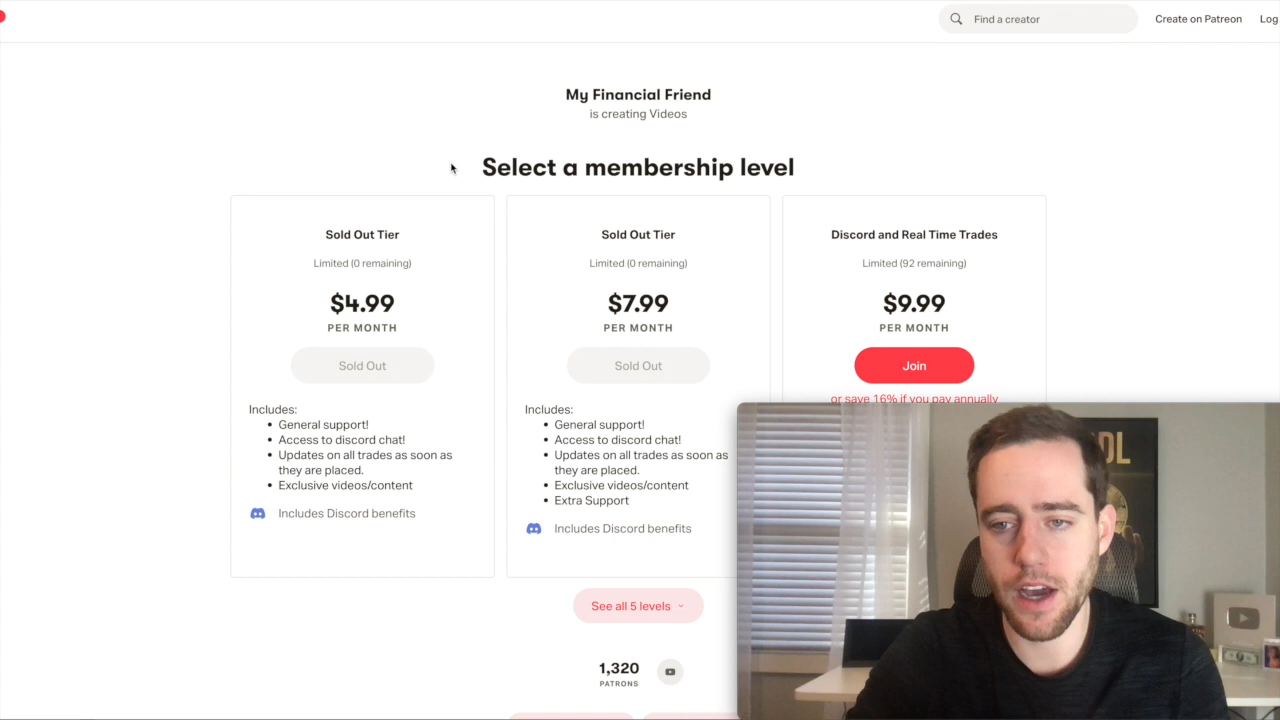 Find a creator
Create on Patreon
Log
My Financial Friend
is creating Videos
Select a membership level
Sold Out Tier
Limited (0 remaining)
$4.99
PER MONTH
Sold Out
Includes:
• General support!
• Access to discord chat!
• Updates on all trades as soon as
they are placed.
• Exclusive videos/content
Includes Discord benefits
Sold Out Tier
Limited (0 remaining)
$7.99
PER MONTH
Sold Out
Includes:
• General support!
• Access to discord chat!
• Updates on all trades as soon as
they are placed.
• Exclusive videos/content
• Extra Support
Includes Discord benefits
Discord and Real Time Trades
Limited (92 remaining)
$9.99
PER MONTH
Join
or save 16% if you pay annually
DL
See all 5 levels
1,320
PATRONS